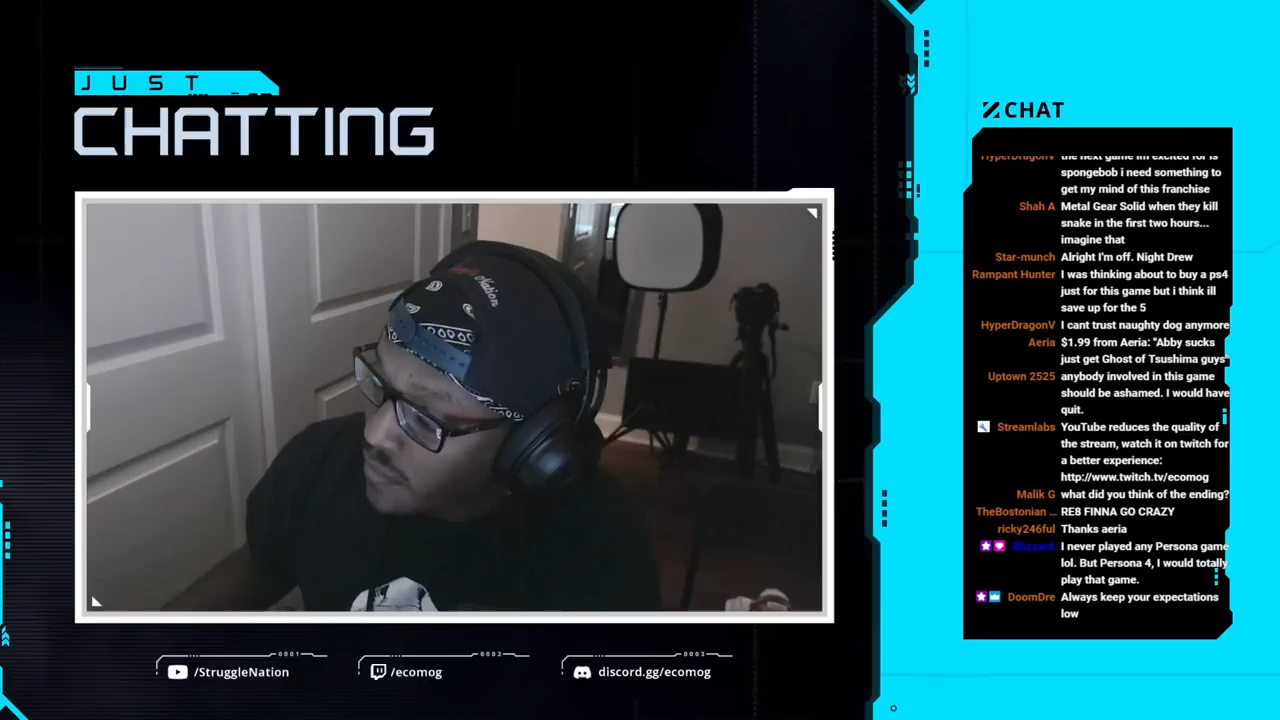 JUST
CHATTING
Nation
D
/StruggleNation
/ecomog
discord.gg/ecomog
0001
0002
0003
CHAT
HyperDragonV the next game im excited for is
spongebob i need something to
get my mind of this franchise
Shah A Metal Gear Solid when they kill
snake in the first two hours...
imagine that
Star-munch Alright I'm off. Night Drew
Rampant Hunter I was thinking about to buy a ps4
just for this game but i think ill
save up for the 5
HyperDragonV I cant trust naughty dog anymore
Aeria $1.99 from Aeria: "Abby sucks
just get Ghost of Tsushima guys"
Uptown 2525 anybody involved in this game
should be ashamed. I would have
quit.
Streamlabs YouTube reduces the quality of
the stream, watch it on twitch for
a better experience:
http://www.twitch.tv/ecomog
Malik G what did you think of the ending?
TheBostonian ... REB FINNA GO CRAZY
ricky246ful Thanks aeria
I never played any Persona game
lol. But Persona 4, I would totally
play that game.
DoomDre Always keep your expectations
low